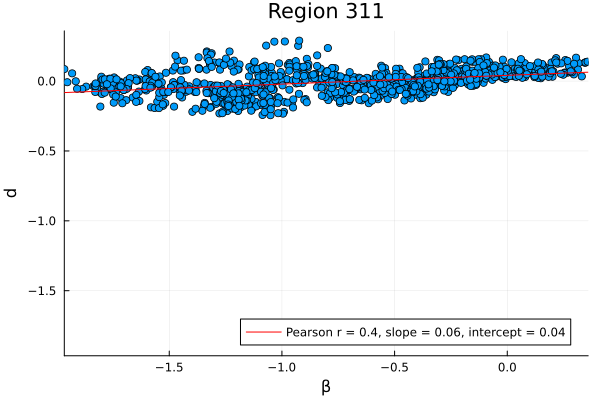 Region 311
0.0
−0.5
−1.0
−1.5
d
Pearson r = 0.4, slope = 0.06, intercept = 0.04
−1.5 −1.0 −0.5 0.0
β